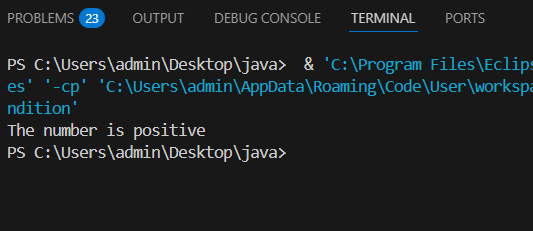 PROBLEMS 23 OUTPUT DEBUG CONSOLE TERMINAL PORTS
PS C:\Users\admin\Desktop\java>  & 'C:\Program Files\Eclips
es' '-cp' 'C:\Users\admin\AppData\Roaming\Code\User\workspa
ndition'
The number is positive
PS C:\Users\admin\Desktop\java>